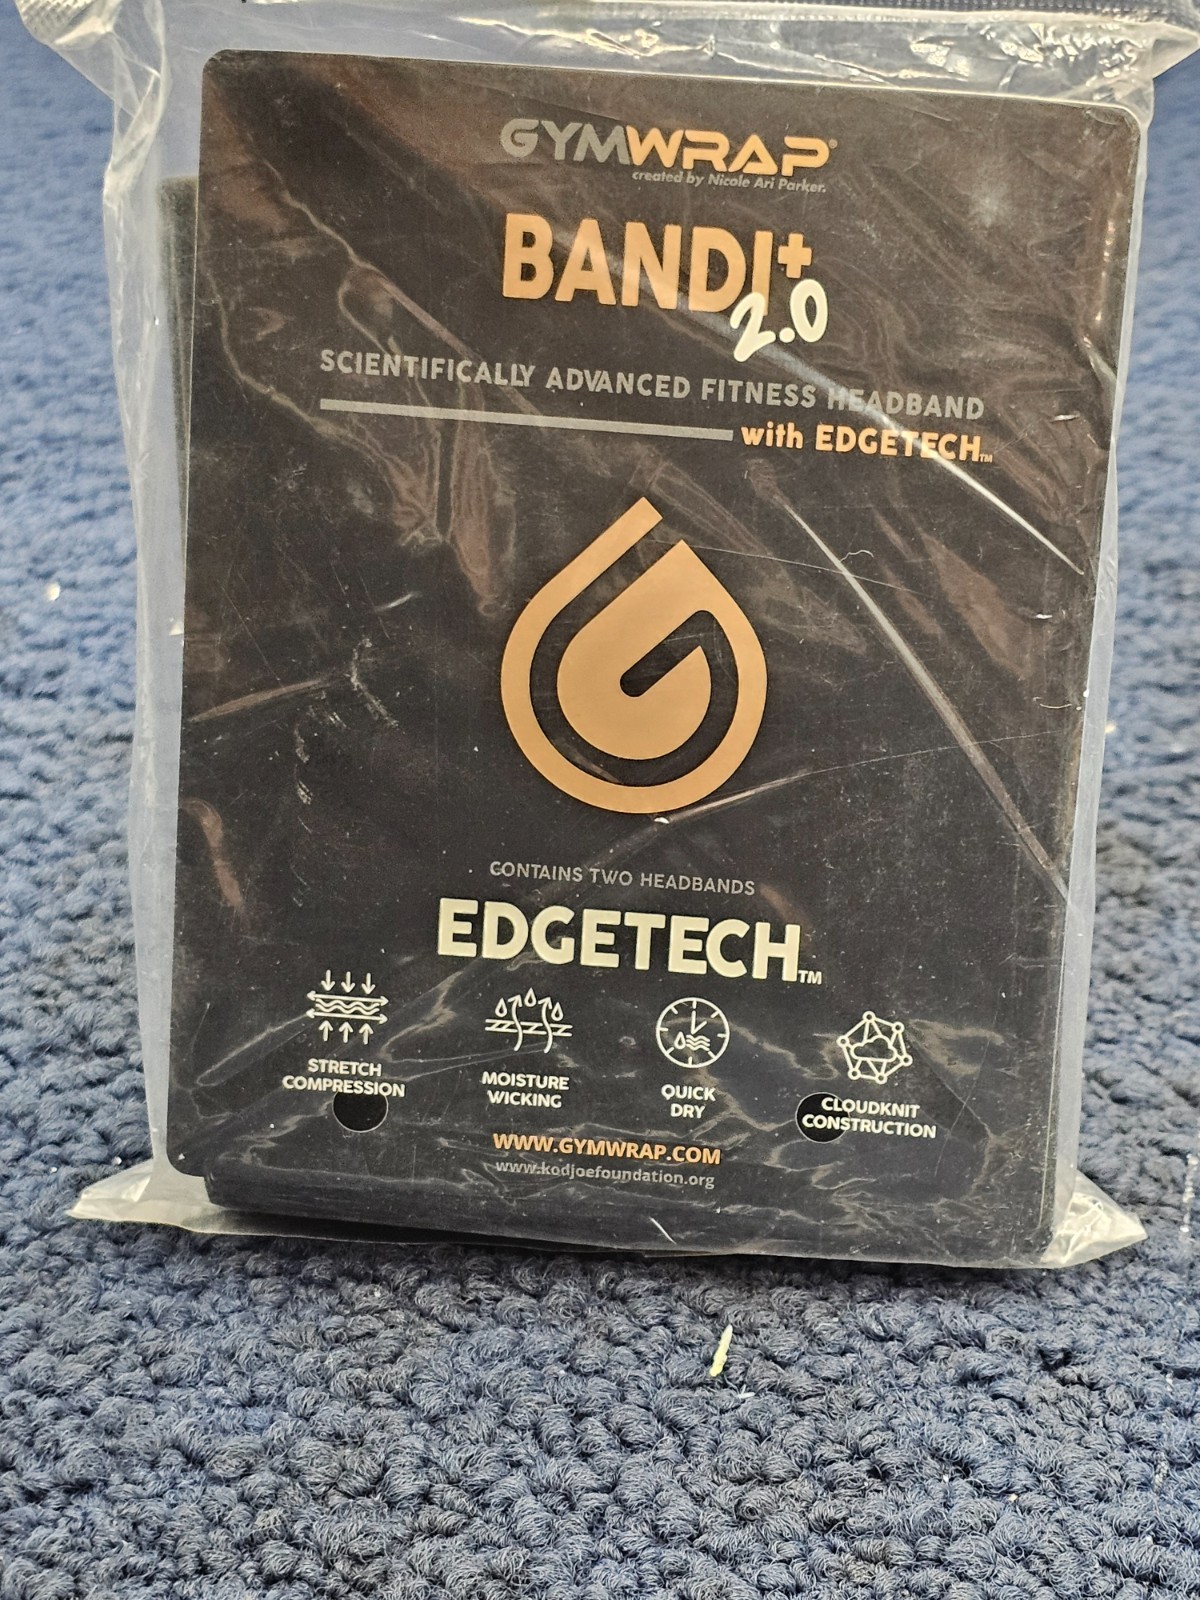 GYMWRAP®
created by Nicole Ari Parker.
BANDI+
2.0
SCIENTIFICALLY ADVANCED FITNESS HEADBAND
with EDGETECH™
CONTAINS TWO HEADBANDS
EDGETECH™
STRETCH
COMPRESSION
MOISTURE
WICKING
QUICK
DRY
CLOUDKNIT
CONSTRUCTION
WWW.GYMWRAP.COM
www.kodjoefoundation.org